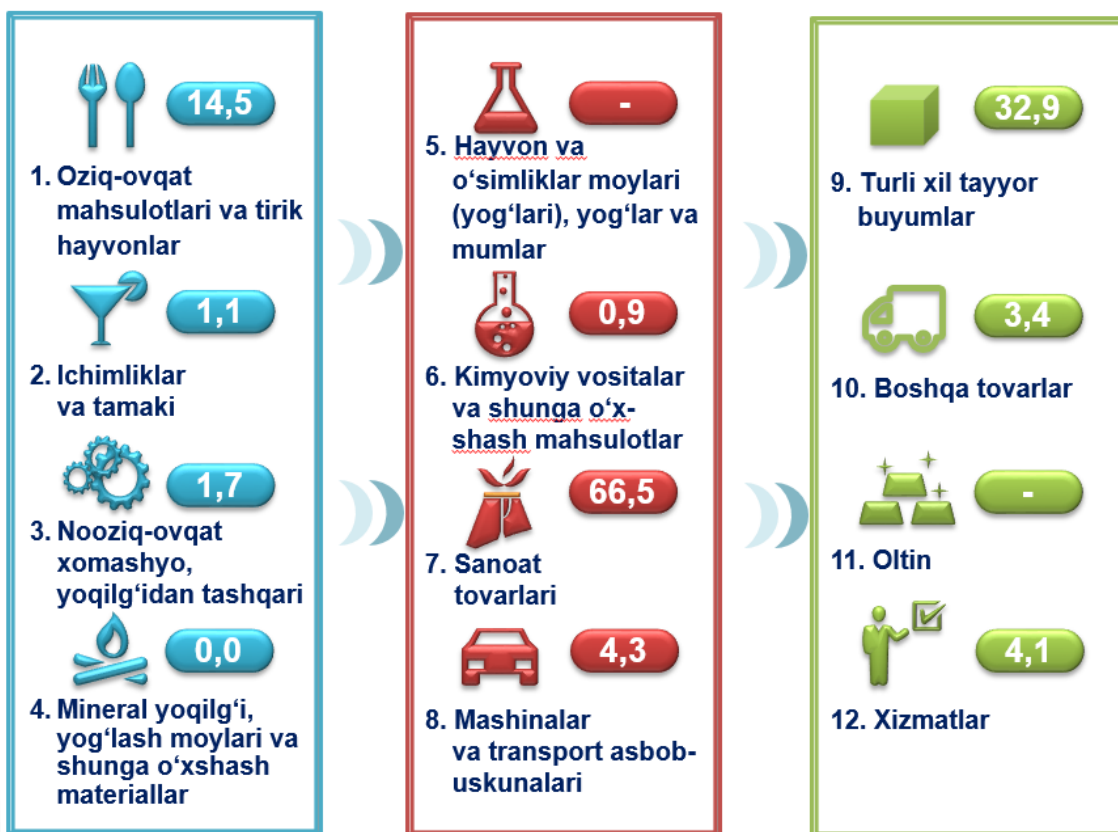 14,5
1. Oziq-ovqat
mahsulotlari va tirik
hayvonlar
1,1
2. Ichimliklar
va tamaki
1,7
3. Nooziq-ovqat
xomashyo,
yoqilg‘idan tashqari
0,0
4. Mineral yoqilg‘i,
yog‘lash moylari va
shunga o‘xshash
materiallar
-
5. Hayvon va
o‘simliklar moylari
(yog‘lari), yog‘lar va
mumlar
0,9
6. Kimyoviy vositalar
va shunga o‘x-
shash mahsulotlar
66,5
7. Sanoat
tovarlari
4,3
8. Mashinalar
va transport asbob-
uskunalari
32,9
9. Turli xil tayyor
buyumlar
3,4
10. Boshqa tovarlar
-
11. Oltin
4,1
12. Xizmatlar